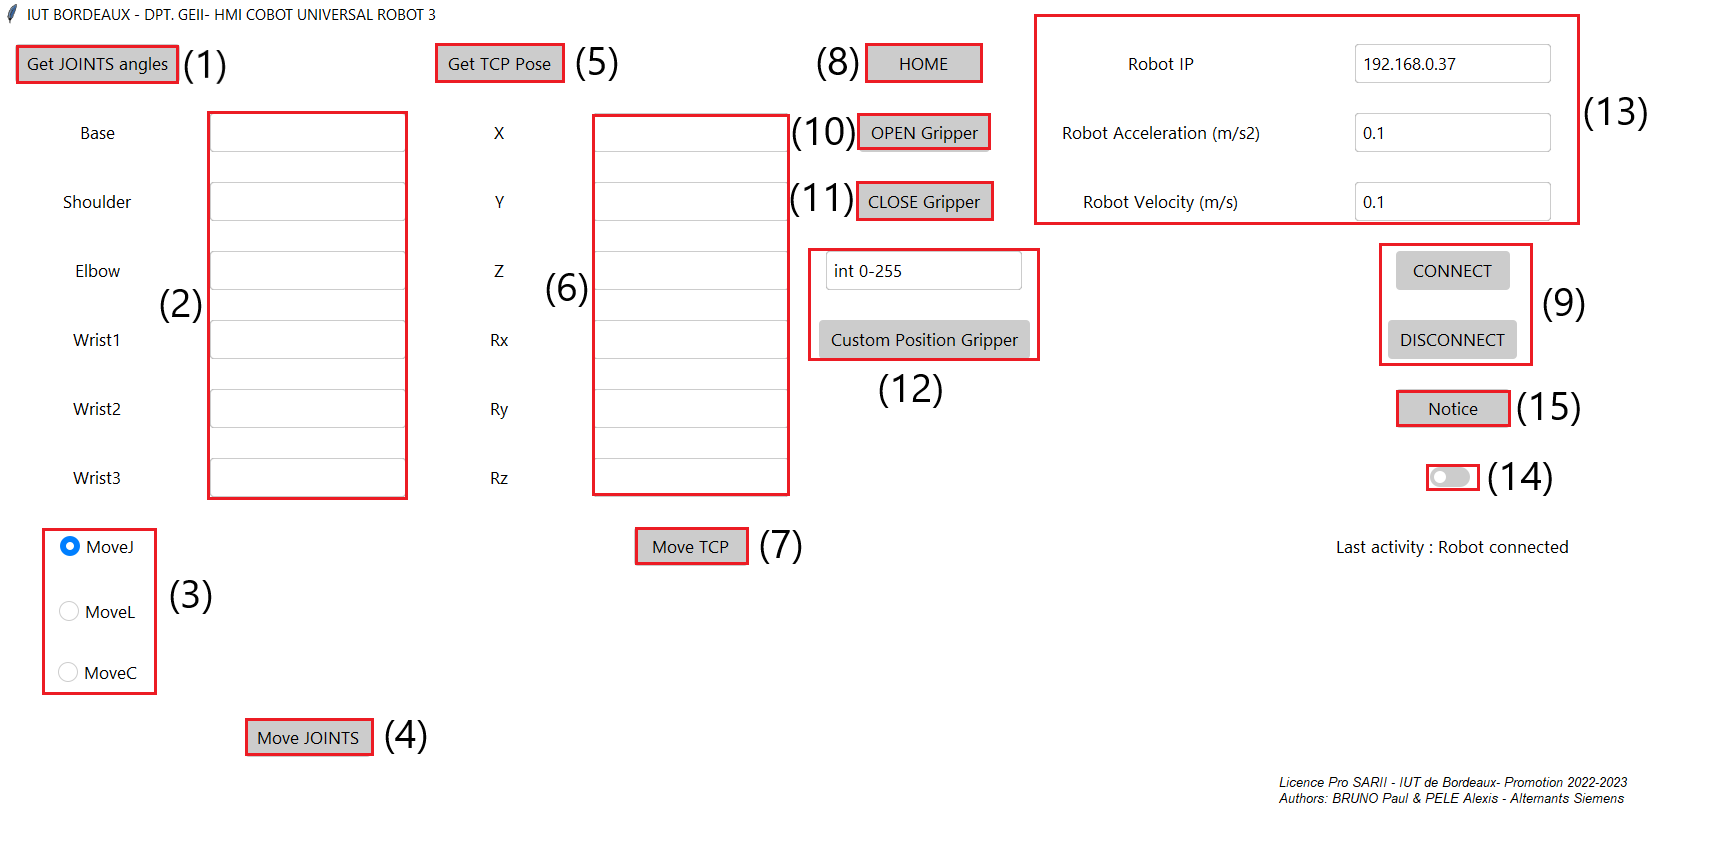 IUT BORDEAUX - DPT. GEII- HMI COBOT UNIVERSAL ROBOT 3
Get JOINTS angles (1) Get TCP Pose (5) (8) HOME Robot IP 192.168.0.37
(13)
Base X (10) OPEN Gripper Robot Acceleration (m/s2) 0.1
Shoulder Y (11) CLOSE Gripper Robot Velocity (m/s) 0.1
Elbow Z int 0-255 CONNECT
(2) (6) (9)
Wrist1 Rx Custom Position Gripper DISCONNECT
(12)
Wrist2 Ry Notice (15)
Wrist3 Rz (14)
MoveJ Move TCP (7) Last activity : Robot connected
(3)
MoveL
MoveC
Move JOINTS (4)
Licence Pro SARII - IUT de Bordeaux- Promotion 2022-2023
Authors: BRUNO Paul & PELE Alexis - Alternants Siemens